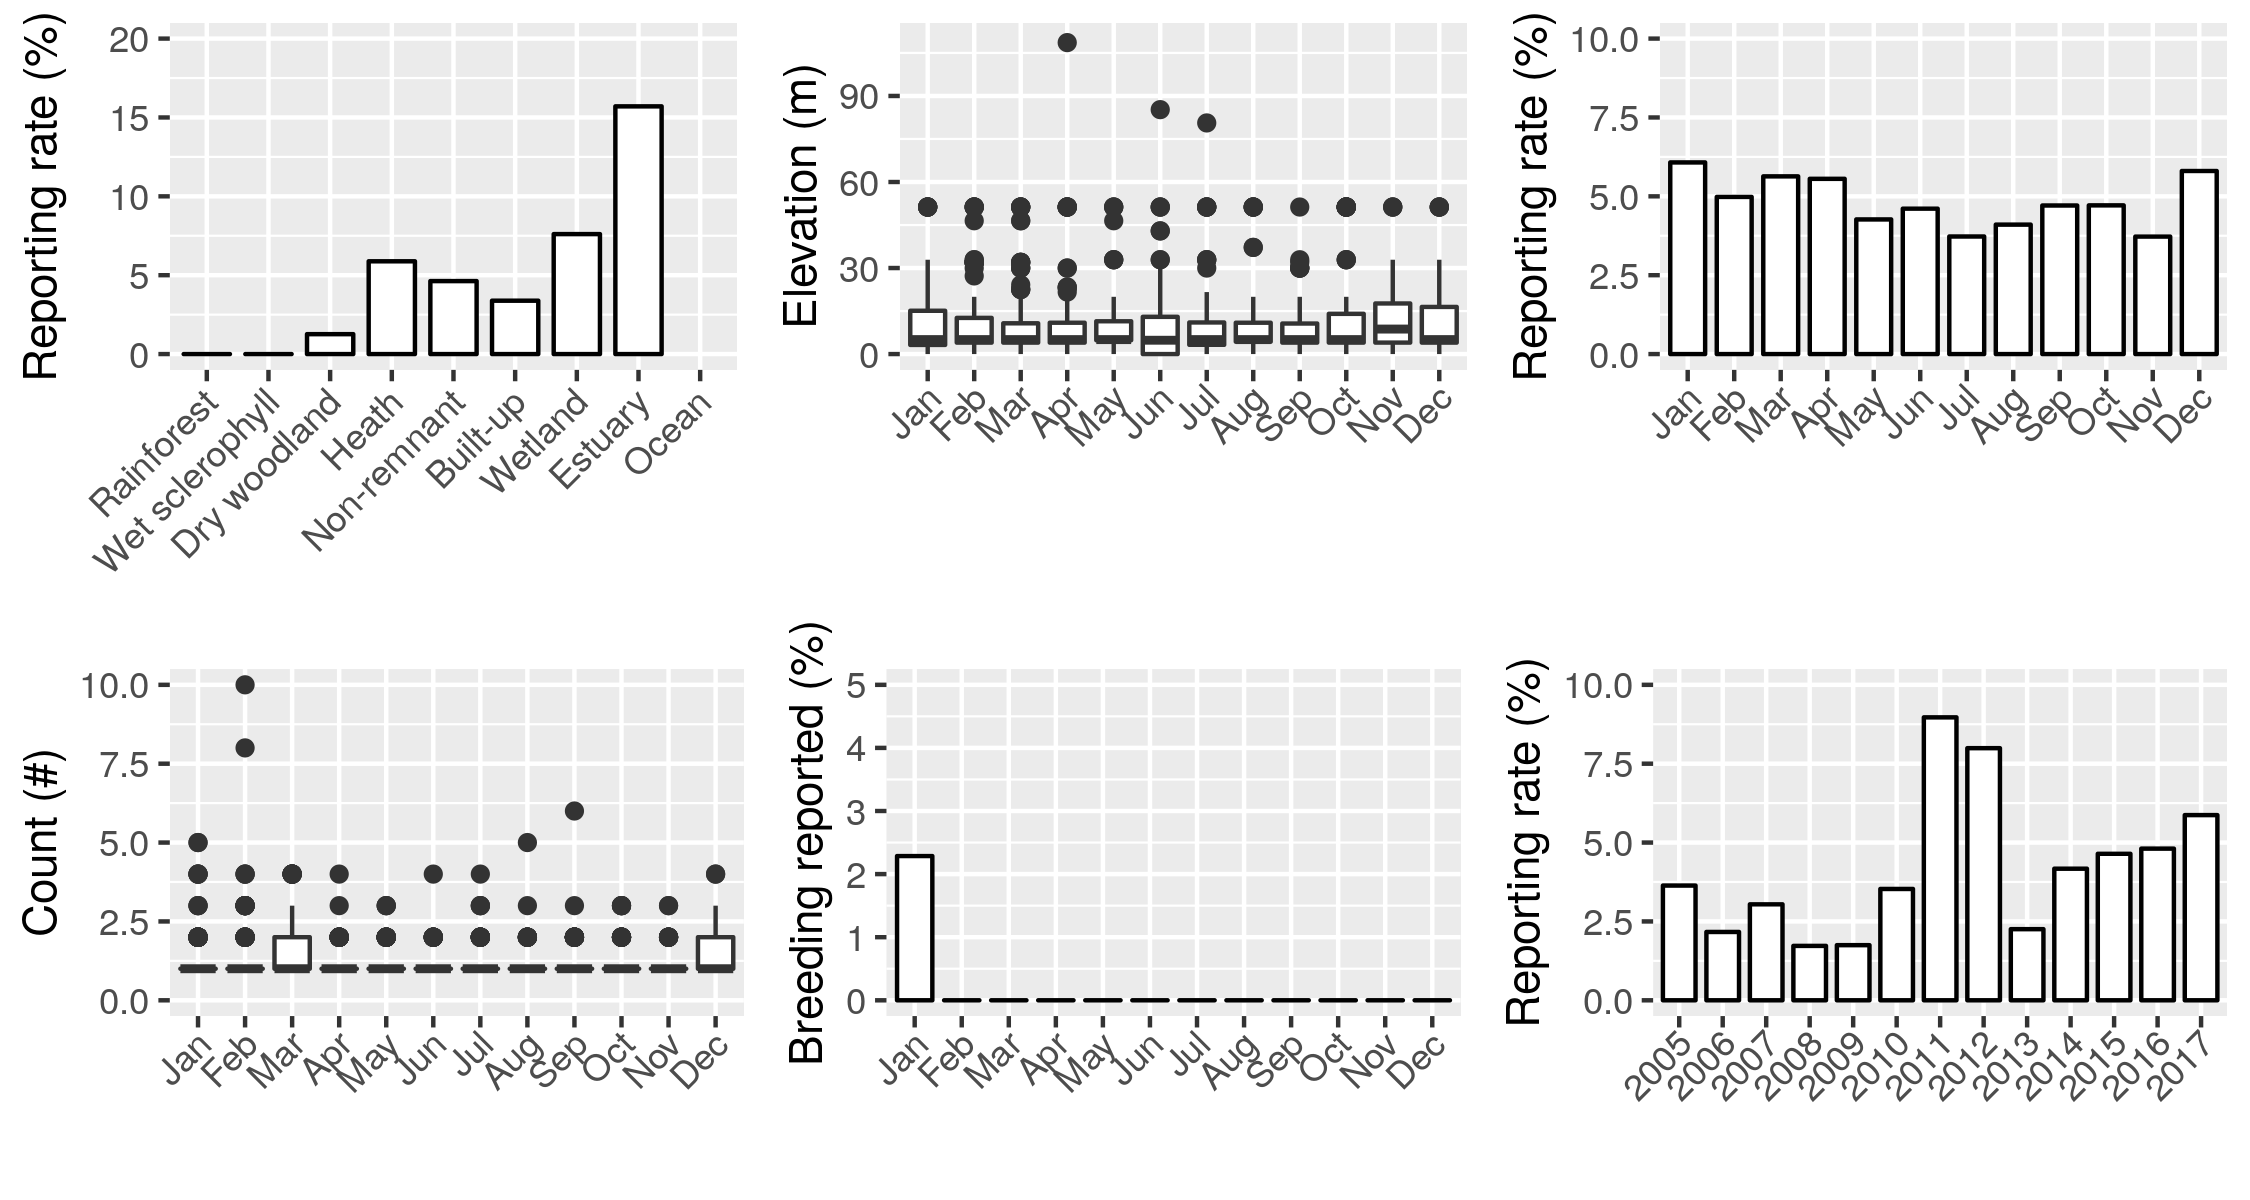 Reporting rate (%)
20
15
10
5
0
Rainforest
Wet sclerophyll
Dry woodland
Heath
Non-remnant
Built-up
Wetland
Estuary
Ocean
Elevation (m)
90
60
30
0
Jan
Feb
Mar
Apr
May
Jun
Jul
Aug
Sep
Oct
Nov
Dec
Reporting rate (%)
10.0
7.5
5.0
2.5
0.0
Jan
Feb
Mar
Apr
May
Jun
Jul
Aug
Sep
Oct
Nov
Dec
Count (#)
10.0
7.5
5.0
2.5
0.0
Jan
Feb
Mar
Apr
May
Jun
Jul
Aug
Sep
Oct
Nov
Dec
Breeding reported (%)
5
4
3
2
1
0
Jan
Feb
Mar
Apr
May
Jun
Jul
Aug
Sep
Oct
Nov
Dec
Reporting rate (%)
10.0
7.5
5.0
2.5
0.0
2005
2006
2007
2008
2009
2010
2011
2012
2013
2014
2015
2016
2017